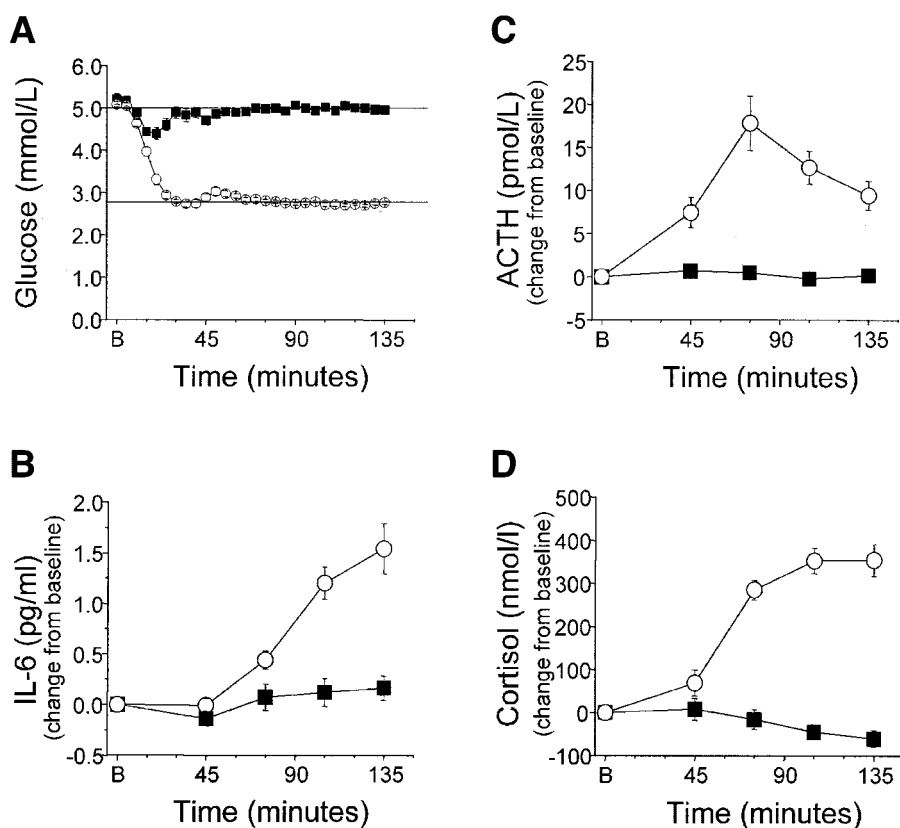 A
Glucose (mmol/L)
6.0
5.0
4.0
3.0
2.0
1.0
0.0
B 45 90 135
Time (minutes)
C
ACTH (pmol/L)
(change from baseline)
25
20
15
10
5
0
-5
B 45 90 135
Time (minutes)
B
IL-6 (pg/ml)
(change from baseline)
2.0
1.5
1.0
0.5
0.0
-0.5
B 45 90 135
Time (minutes)
D
Cortisol (nmol/l)
(change from baseline)
500
400
300
200
100
0
-100
B 45 90 135
Time (minutes)